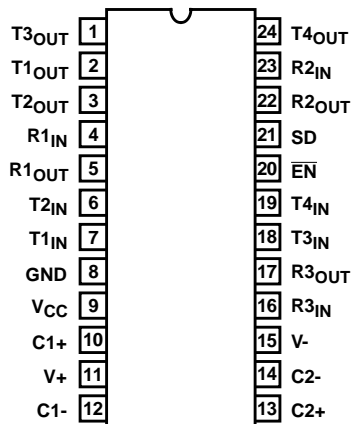 T3OUT 1 24 T4OUT
T1OUT 2 23 R2IN
T2OUT 3 22 R2OUT
R1IN 4 21 SD
R1OUT 5 20 E̅N̅
T2IN 6 19 T4IN
T1IN 7 18 T3IN
GND 8 17 R3OUT
VCC 9 16 R3IN
C1+ 10 15 V-
V+ 11 14 C2-
C1- 12 13 C2+